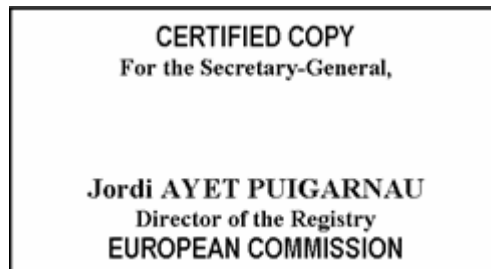 CERTIFIED COPY
For the Secretary-General,
Jordi AYET PUIGARNAU
Director of the Registry
EUROPEAN COMMISSION